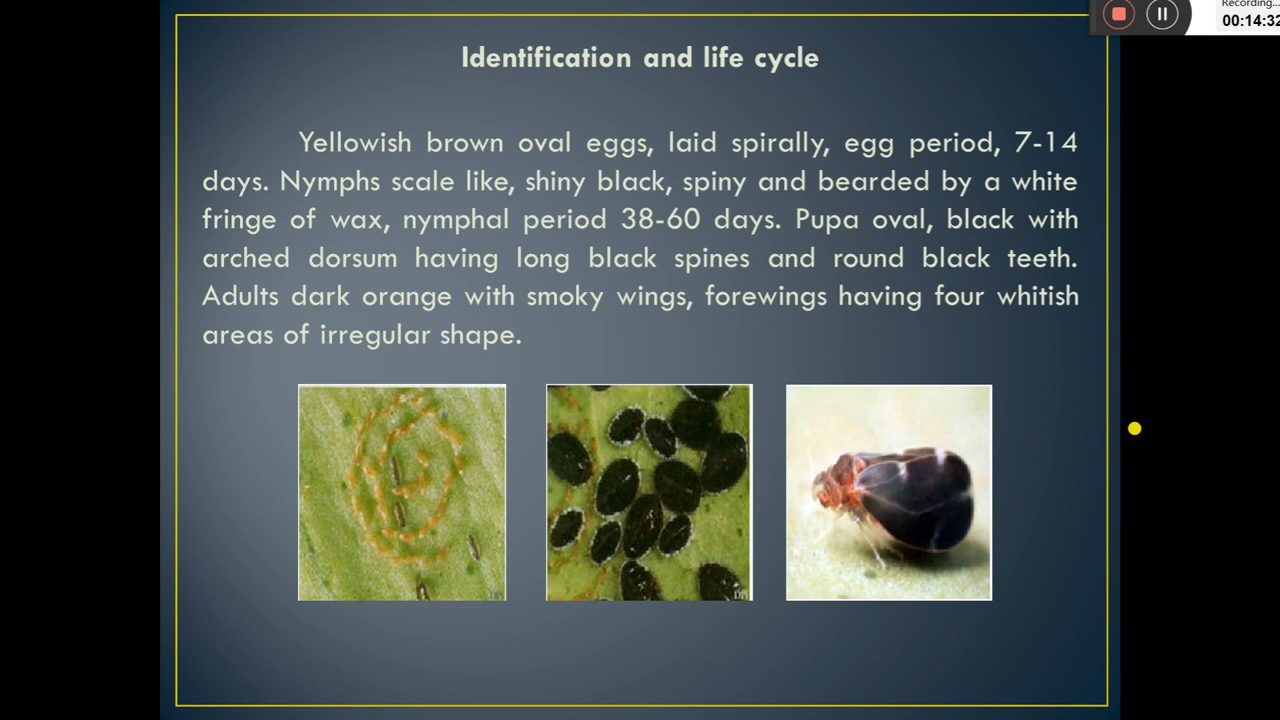 Recording...
00:14:32
Identification and life cycle
Yellowish brown oval eggs, laid spirally, egg period, 7-14
days. Nymphs scale like, shiny black, spiny and bearded by a white
fringe of wax, nymphal period 38-60 days. Pupa oval, black with
arched dorsum having long black spines and round black teeth.
Adults dark orange with smoky wings, forewings having four whitish
areas of irregular shape.